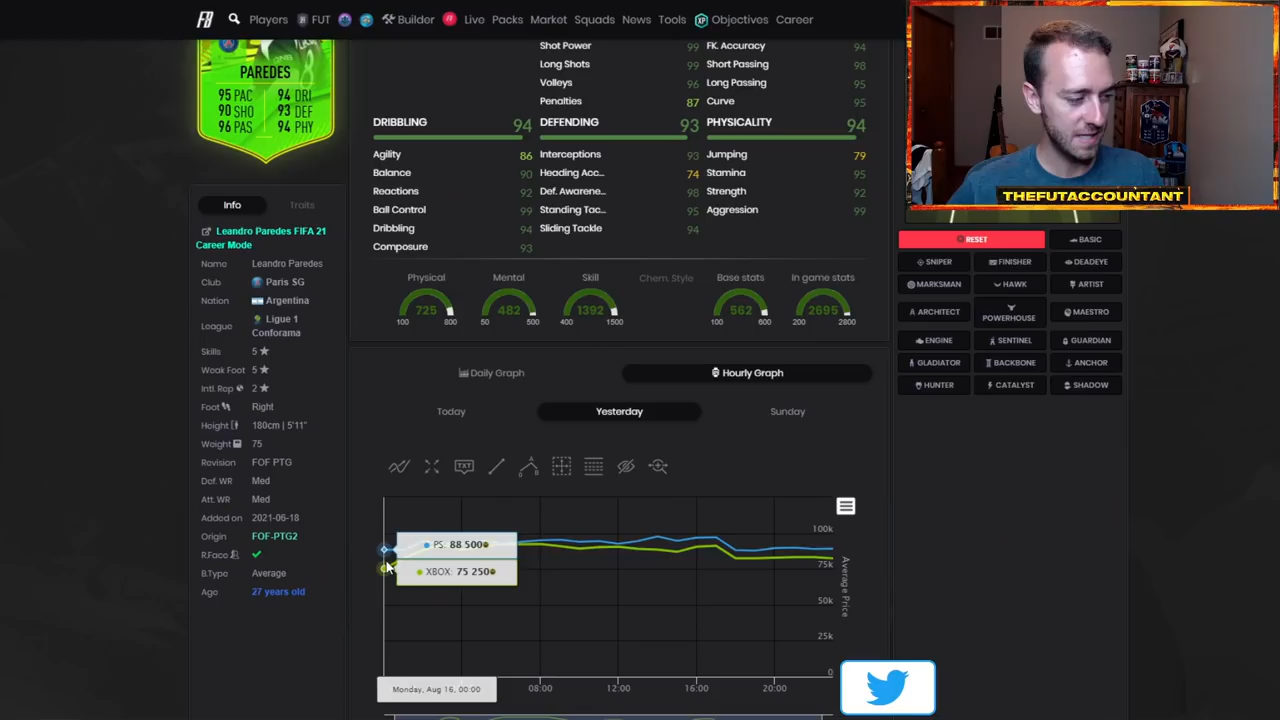 FB Players FUT Builder Live Packs Market Squads News Tools XP Objectives Career
PAREDES
95 PAC 94 DRI
90 SHO 93 DEF
96 PAS 94 PHY
Shot Power 99 FK. Accuracy 94
Long Shots 99 Short Passing 98
Volleys 96 Long Passing 95
Penalties 87 Curve 95
DRIBBLING 94 DEFENDING 93 PHYSICALITY 94
Agility 86 Interceptions 93 Jumping 79
Balance 90 Heading Acc... 74 Stamina 95
Reactions 92 Def. Awarene... 98 Strength 92
Ball Control 99 Standing Tac... 95 Aggression 99
Dribbling 94 Sliding Tackle 94
Composure 93
Physical Mental Skill Chem. Style Base stats In game stats
725 482 1392 562 2695
100 800 50 500 400 1500 100 600 200 2800
Info Traits
Leandro Paredes FIFA 21
Career Mode
Name Leandro Paredes
Club Paris SG
Nation Argentina
League Ligue 1
Conforama
Skills 5
Weak Foot 5
Intl. Rep 2
Foot Right
Height 180cm | 5'11"
Weight 75
Revision FOF PTG
Def. WR Med
Att. WR Med
Added on 2021-06-18
Origin FOF-PTG2
R.Face
B.Type Average
Age 27 years old
Daily Graph Hourly Graph
Today Yesterday Sunday
TXT
PS: 88 500
XBOX: 75 250
100k
75k
50k
25k
0
Average Price
Monday, Aug 16, 00:00 08:00 12:00 16:00 20:00
THEFUTACCOUNTANT
RESET BASIC
SNIPER FINISHER DEADEYE
MARKSMAN HAWK ARTIST
ARCHITECT POWERHOUSE MAESTRO
ENGINE SENTINEL GUARDIAN
GLADIATOR BACKBONE ANCHOR
HUNTER CATALYST SHADOW